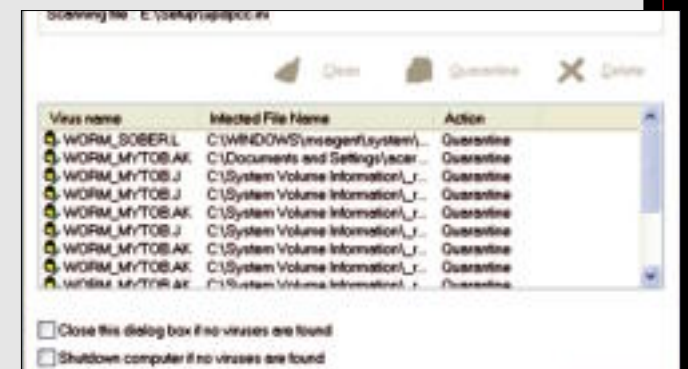 Scanning file : E:\Setup\updpcc.ini
Clean Quarantine Delete
Virus name Infected File Name Action
WORM_SOBER.L C:\WINDOWS\msagent\system\... Quarantine
WORM_MYTOB.AK C:\Documents and Settings\acer... Quarantine
WORM_MYTOB.J C:\System Volume Information\_r... Quarantine
WORM_MYTOB.J C:\System Volume Information\_r... Quarantine
WORM_MYTOB.AK C:\System Volume Information\_r... Quarantine
WORM_MYTOB.J C:\System Volume Information\_r... Quarantine
WORM_MYTOB.AK C:\System Volume Information\_r... Quarantine
WORM_MYTOB.AK C:\System Volume Information\_r... Quarantine
Close this dialog box if no viruses are found
Shutdown computer if no viruses are found